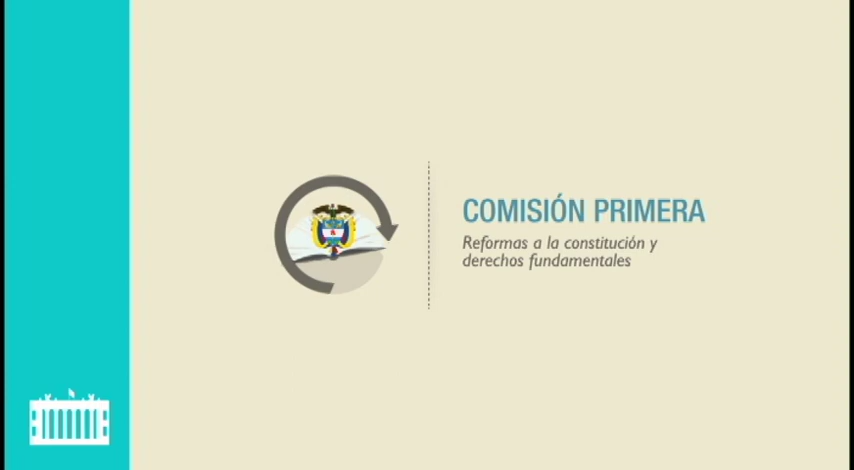 COMISIÓN PRIMERA
Reformas a la constitución y
derechos fundamentales